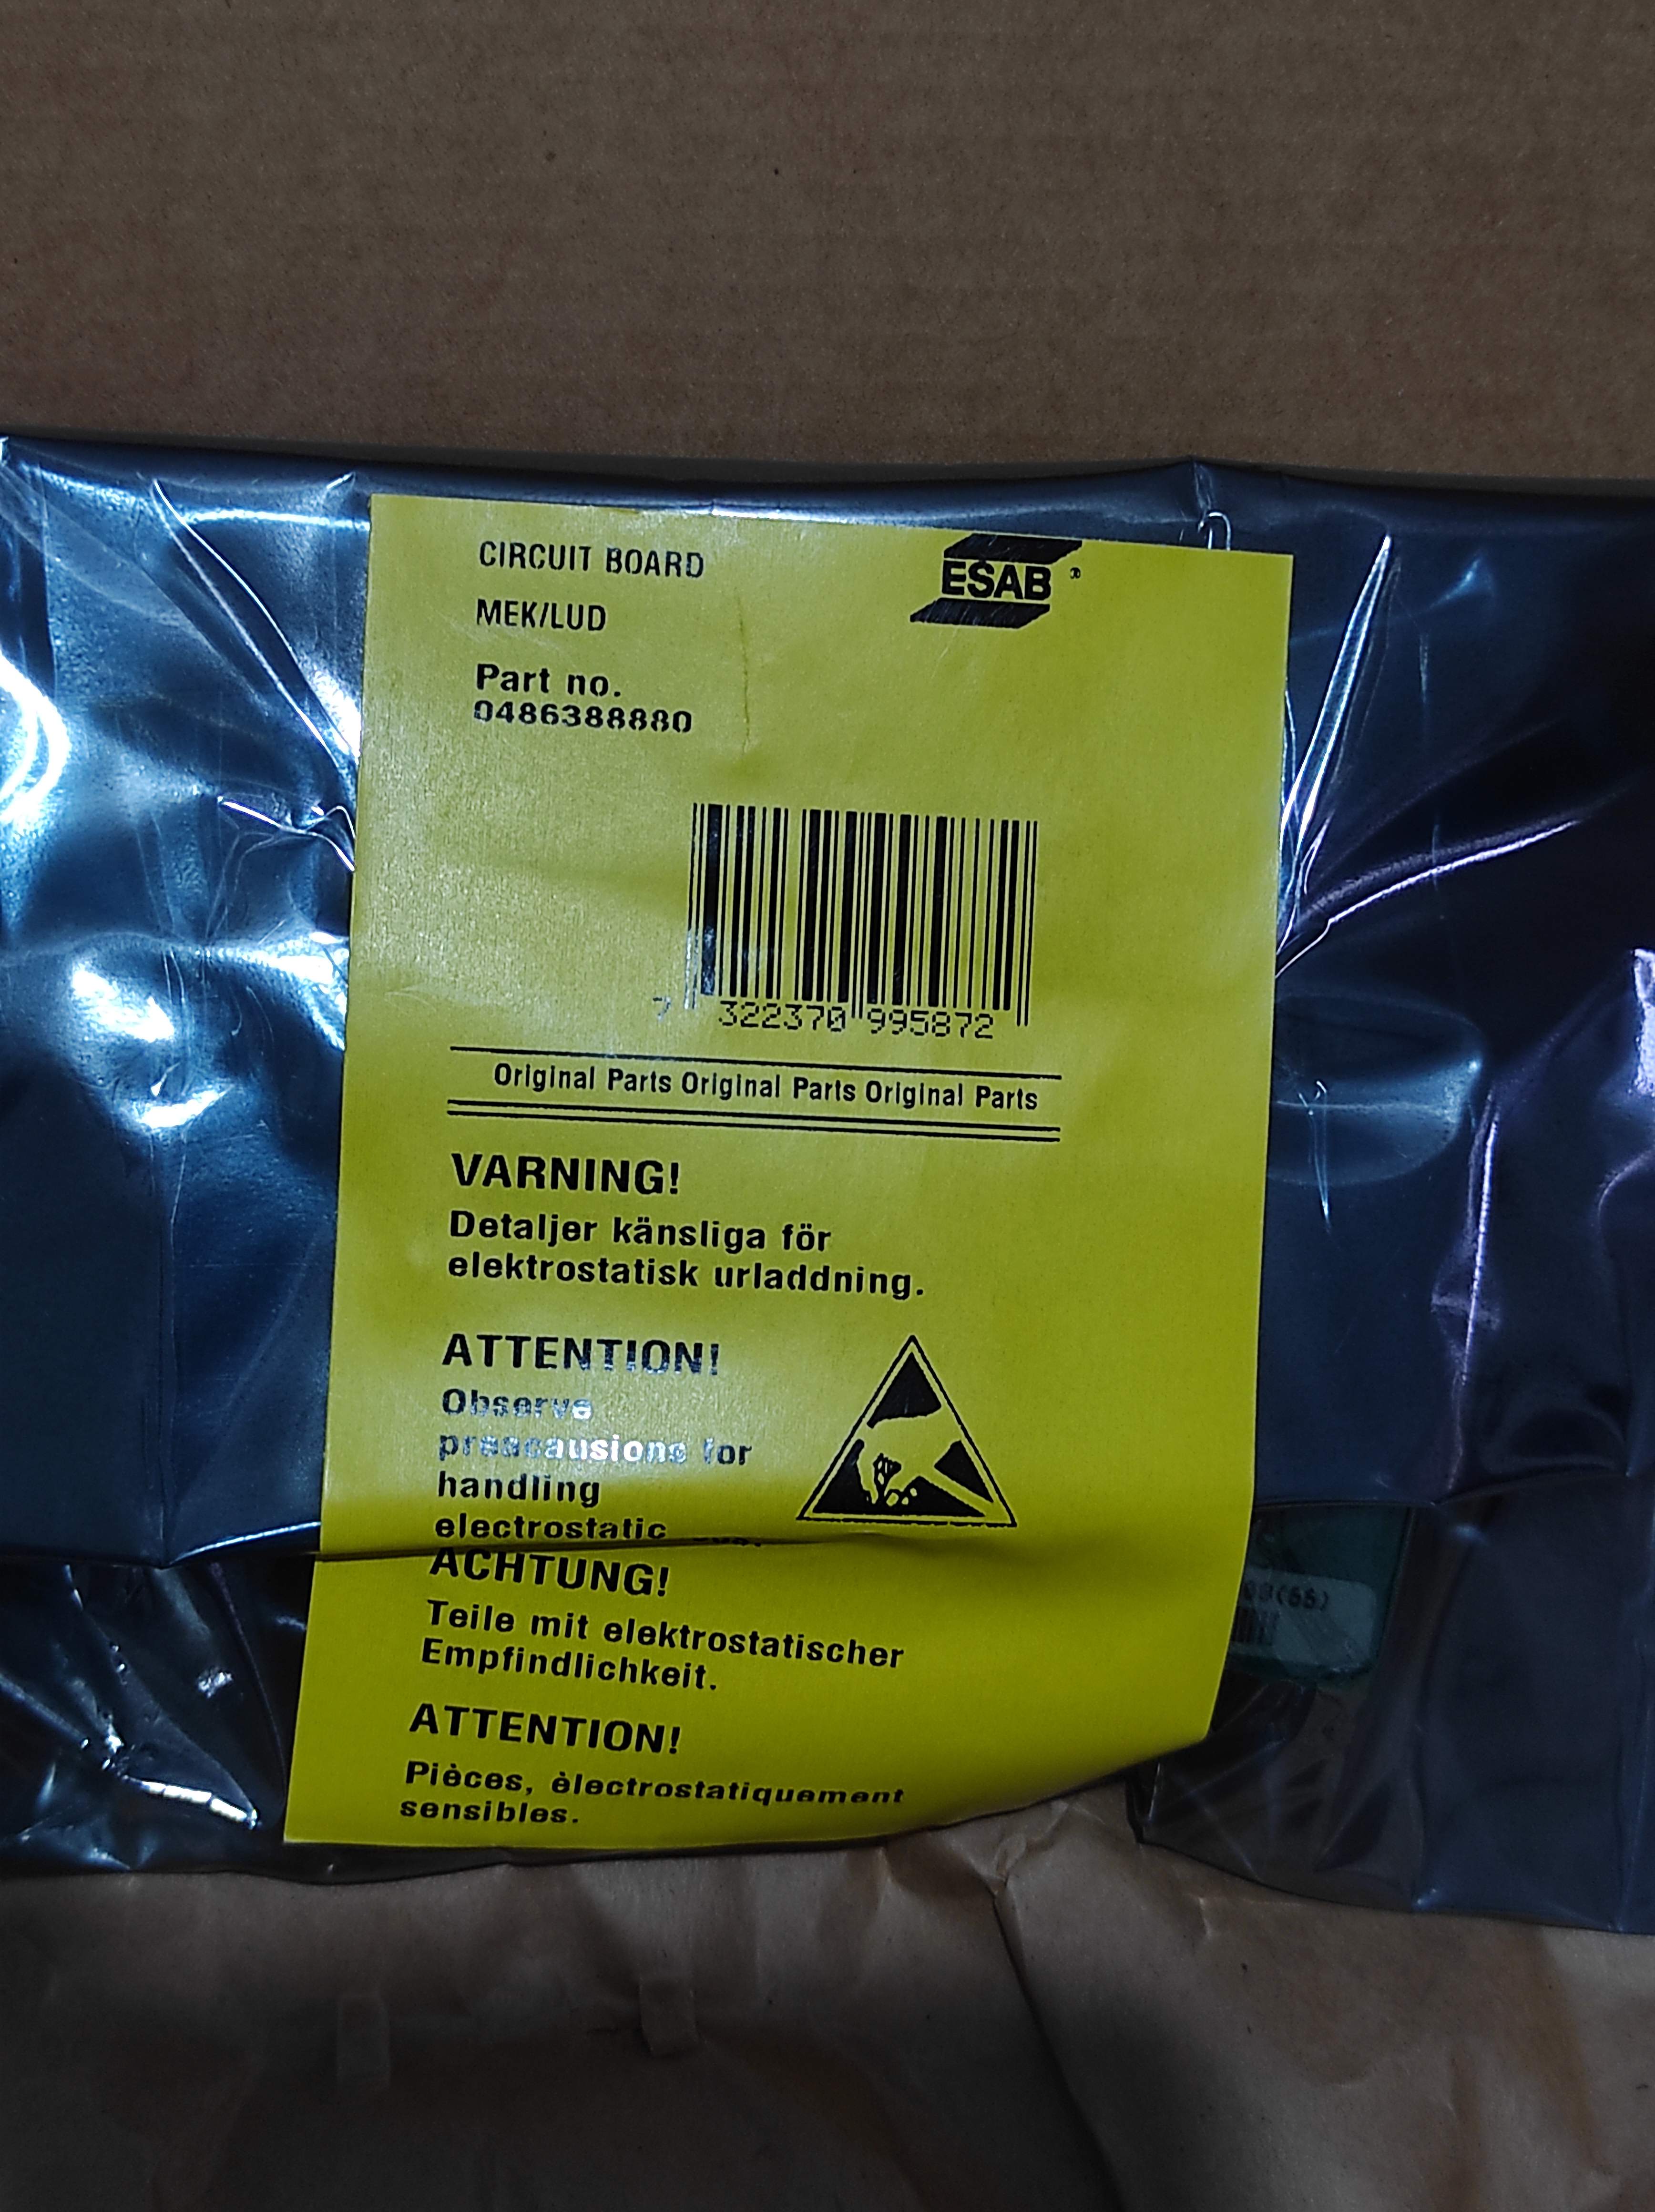 CIRCUIT BOARD
ESAB®
MEK/LUD
Part no.
0486388880
7 322370 995872
Original Parts Original Parts Original Parts
VARNING!
Detaljer känsliga för
elektrostatisk urladdning.
ATTENTION!
Observe
preacausions for
handling
electrostatic
ACHTUNG!
Teile mit elektrostatischer
Empfindlichkeit.
ATTENTION!
Pièces, èlectrostatiquement
sensibles.